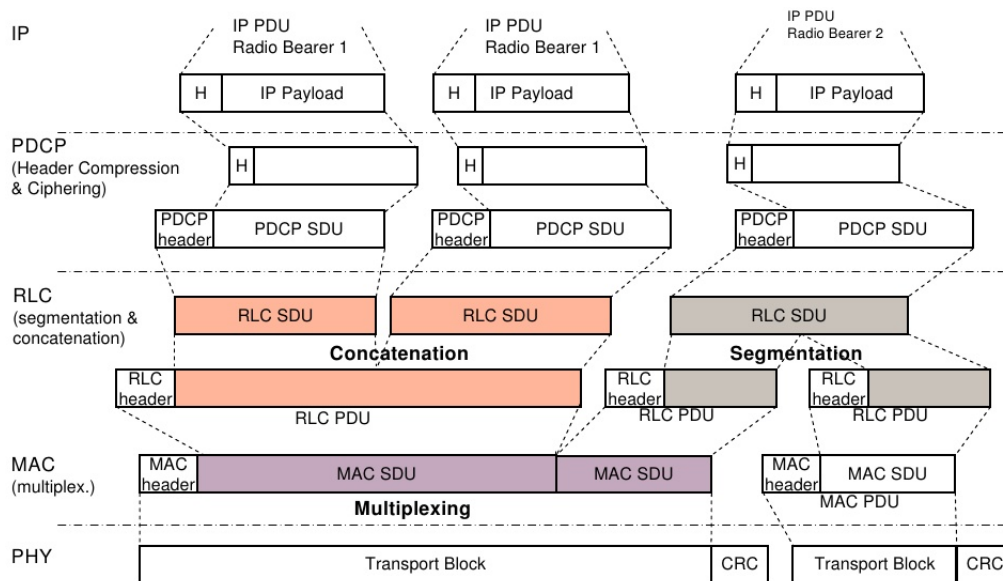 IP
IP PDU
Radio Bearer 1
IP PDU
Radio Bearer 1
IP PDU
Radio Bearer 2
H
IP Payload
H
IP Payload
H
IP Payload
PDCP
(Header Compression
& Ciphering)
H
H
H
PDCP
header
PDCP SDU
PDCP
header
PDCP SDU
PDCP
header
PDCP SDU
RLC
(segmentation &
concatenation)
RLC SDU
RLC SDU
RLC SDU
Concatenation
Segmentation
RLC
header
RLC PDU
RLC
header
RLC PDU
RLC
header
RLC PDU
MAC
(multiplex.)
MAC
header
MAC SDU
MAC SDU
MAC
header
MAC SDU
MAC PDU
Multiplexing
PHY
Transport Block
CRC
Transport Block
CRC